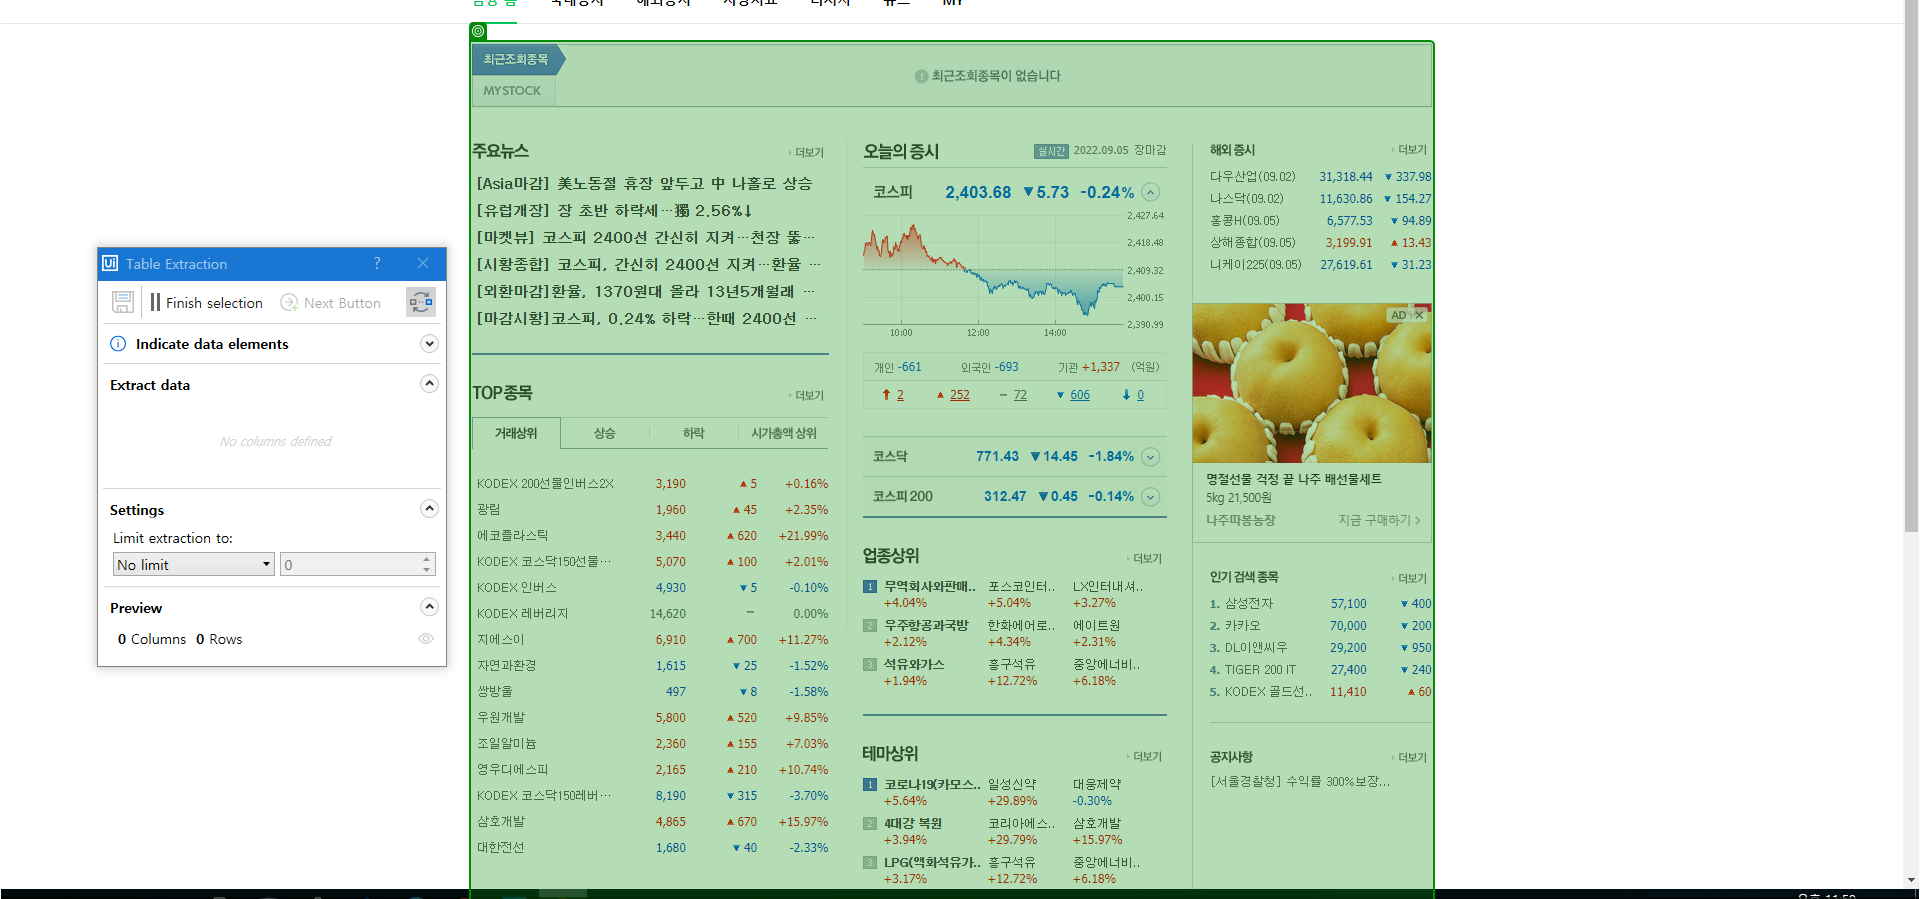 금융 홈 국내증시 해외증시 시장지표 리서치 뉴스 MY
최근조회종목
MYSTOCK
최근조회종목이 없습니다
주요뉴스 더보기
[Asia마감] 美노동절 휴장 앞두고 中 나홀로 상승
[유럽개장] 장 초반 하락세…獨 2.56%↓
[마켓뷰] 코스피 2400선 간신히 지켜…천장 뚫…
[시황종합] 코스피, 간신히 2400선 지켜…환율 …
[외환마감]환율, 1370원대 올라 13년5개월래 …
[마감시황]코스피, 0.24% 하락…한때 2400선 …
TOP 종목 더보기
거래상위 상승 하락 시가총액 상위
KODEX 200선물인버스2X 3,190 ▲ 5 +0.16%
광림 1,960 ▲ 45 +2.35%
에코플라스틱 3,440 ▲ 620 +21.99%
KODEX 코스닥150선물… 5,070 ▲ 100 +2.01%
KODEX 인버스 4,930 ▼ 5 -0.10%
KODEX 레버리지 14,620 − 0.00%
지에스이 6,910 ▲ 700 +11.27%
자연과환경 1,615 ▼ 25 -1.52%
쌍방울 497 ▼ 8 -1.58%
우원개발 5,800 ▲ 520 +9.85%
조일알미늄 2,360 ▲ 155 +7.03%
영우디에스피 2,165 ▲ 210 +10.74%
KODEX 코스닥150레버… 8,190 ▼ 315 -3.70%
삼호개발 4,865 ▲ 670 +15.97%
대한전선 1,680 ▼ 40 -2.33%
오늘의 증시 실시간 2022.09.05 장마감
코스피 2,403.68 ▼5.73 -0.24%
2,427.64
2,418.48
2,409.32
2,400.15
2,390.99
10:00 12:00 14:00
개인 -661 외국인 -693 기관 +1,337 (억원)
↑ 2 ▲ 252 − 72 ▼ 606 ↓ 0
코스닥 771.43 ▼14.45 -1.84%
코스피 200 312.47 ▼0.45 -0.14%
업종상위 더보기
1 무역회사와판매.. 포스코인터.. LX인터내셔..
+4.04% +5.04% +3.27%
2 우주항공과국방 한화에어로.. 에이트원
+2.12% +4.34% +2.31%
3 석유와가스 흥구석유 중앙에너비..
+1.94% +12.72% +6.18%
테마상위 더보기
1 코로나19(카모스.. 일성신약 대웅제약
+5.64% +29.89% -0.30%
2 4대강 복원 코리아에스.. 삼호개발
+3.94% +29.79% +15.97%
3 LPG(액화석유가.. 흥구석유 중앙에너비..
+3.17% +12.72% +6.18%
해외 증시 더보기
다우산업(09.02) 31,318.44 ▼ 337.98
나스닥(09.02) 11,630.86 ▼ 154.27
홍콩H(09.05) 6,577.53 ▼ 94.89
상해종합(09.05) 3,199.91 ▲ 13.43
니케이225(09.05) 27,619.61 ▼ 31.23
AD X
명절선물 걱정 끝 나주 배선물세트
5kg 21,500원
나주따봉농장 지금 구매하기 >
인기 검색 종목 더보기
1. 삼성전자 57,100 ▼ 400
2. 카카오 70,000 ▼ 200
3. DL이앤씨우 29,200 ▼ 950
4. TIGER 200 IT 27,400 ▼ 240
5. KODEX 골드선.. 11,410 ▲ 60
공지사항 더보기
[서울경찰청] 수익률 300%보장...
Ui Table Extraction ?
Finish selection Next Button
Indicate data elements
Extract data
No columns defined
Settings
Limit extraction to:
No limit 0
Preview
0 Columns 0 Rows